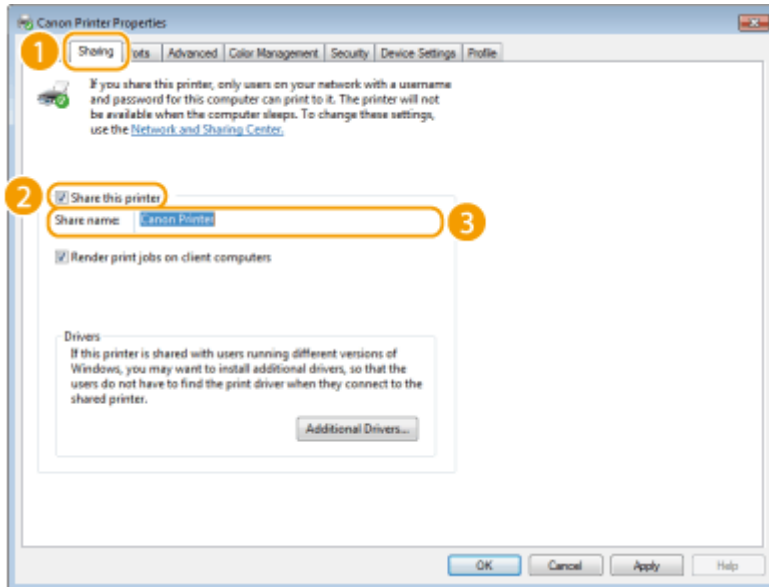 Canon Printer Properties
1
Sharing Ports Advanced Color Management Security Device Settings Profile
If you share this printer, only users on your network with a username
and password for this computer can print to it. The printer will not
be available when the computer sleeps. To change these settings,
use the Network and Sharing Center.
2
Share this printer
Share name: Canon Printer
3
Render print jobs on client computers
Drivers
If this printer is shared with users running different versions of
Windows, you may want to install additional drivers, so that the
users do not have to find the print driver when they connect to the
shared printer.
Additional Drivers...
OK Cancel Apply Help